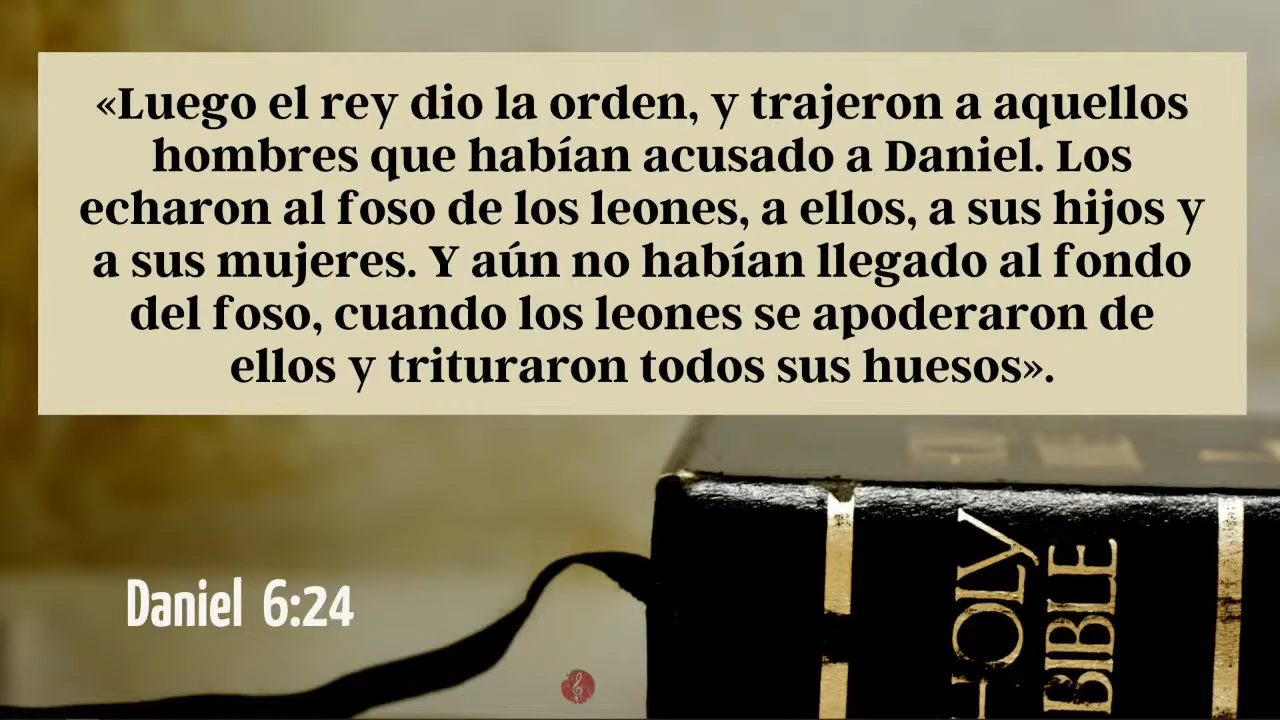 «Luego el rey dio la orden, y trajeron a aquellos
hombres que habían acusado a Daniel. Los
echaron al foso de los leones, a ellos, a sus hijos y
a sus mujeres. Y aún no habían llegado al fondo
del foso, cuando los leones se apoderaron de
ellos y trituraron todos sus huesos».
Daniel 6:24
HOLY
BIBLE